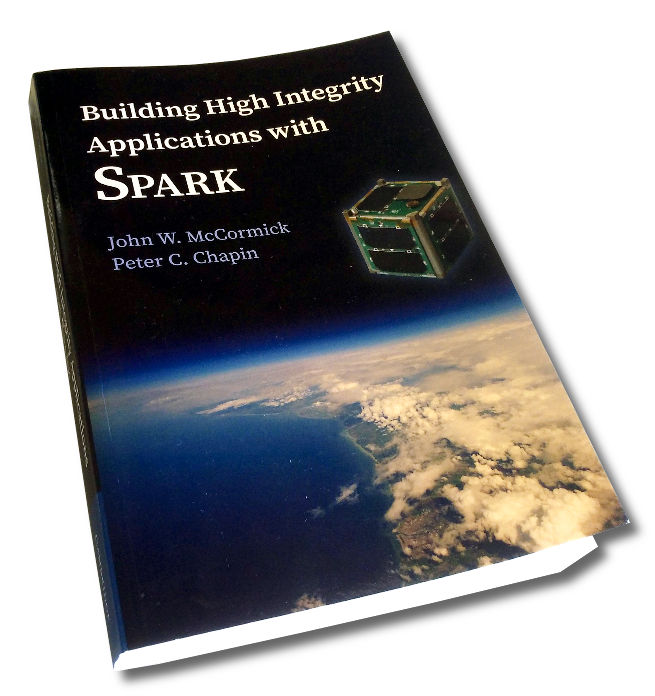 Building High Integrity
Applications with
SPARK
John W. McCormick
Peter C. Chapin